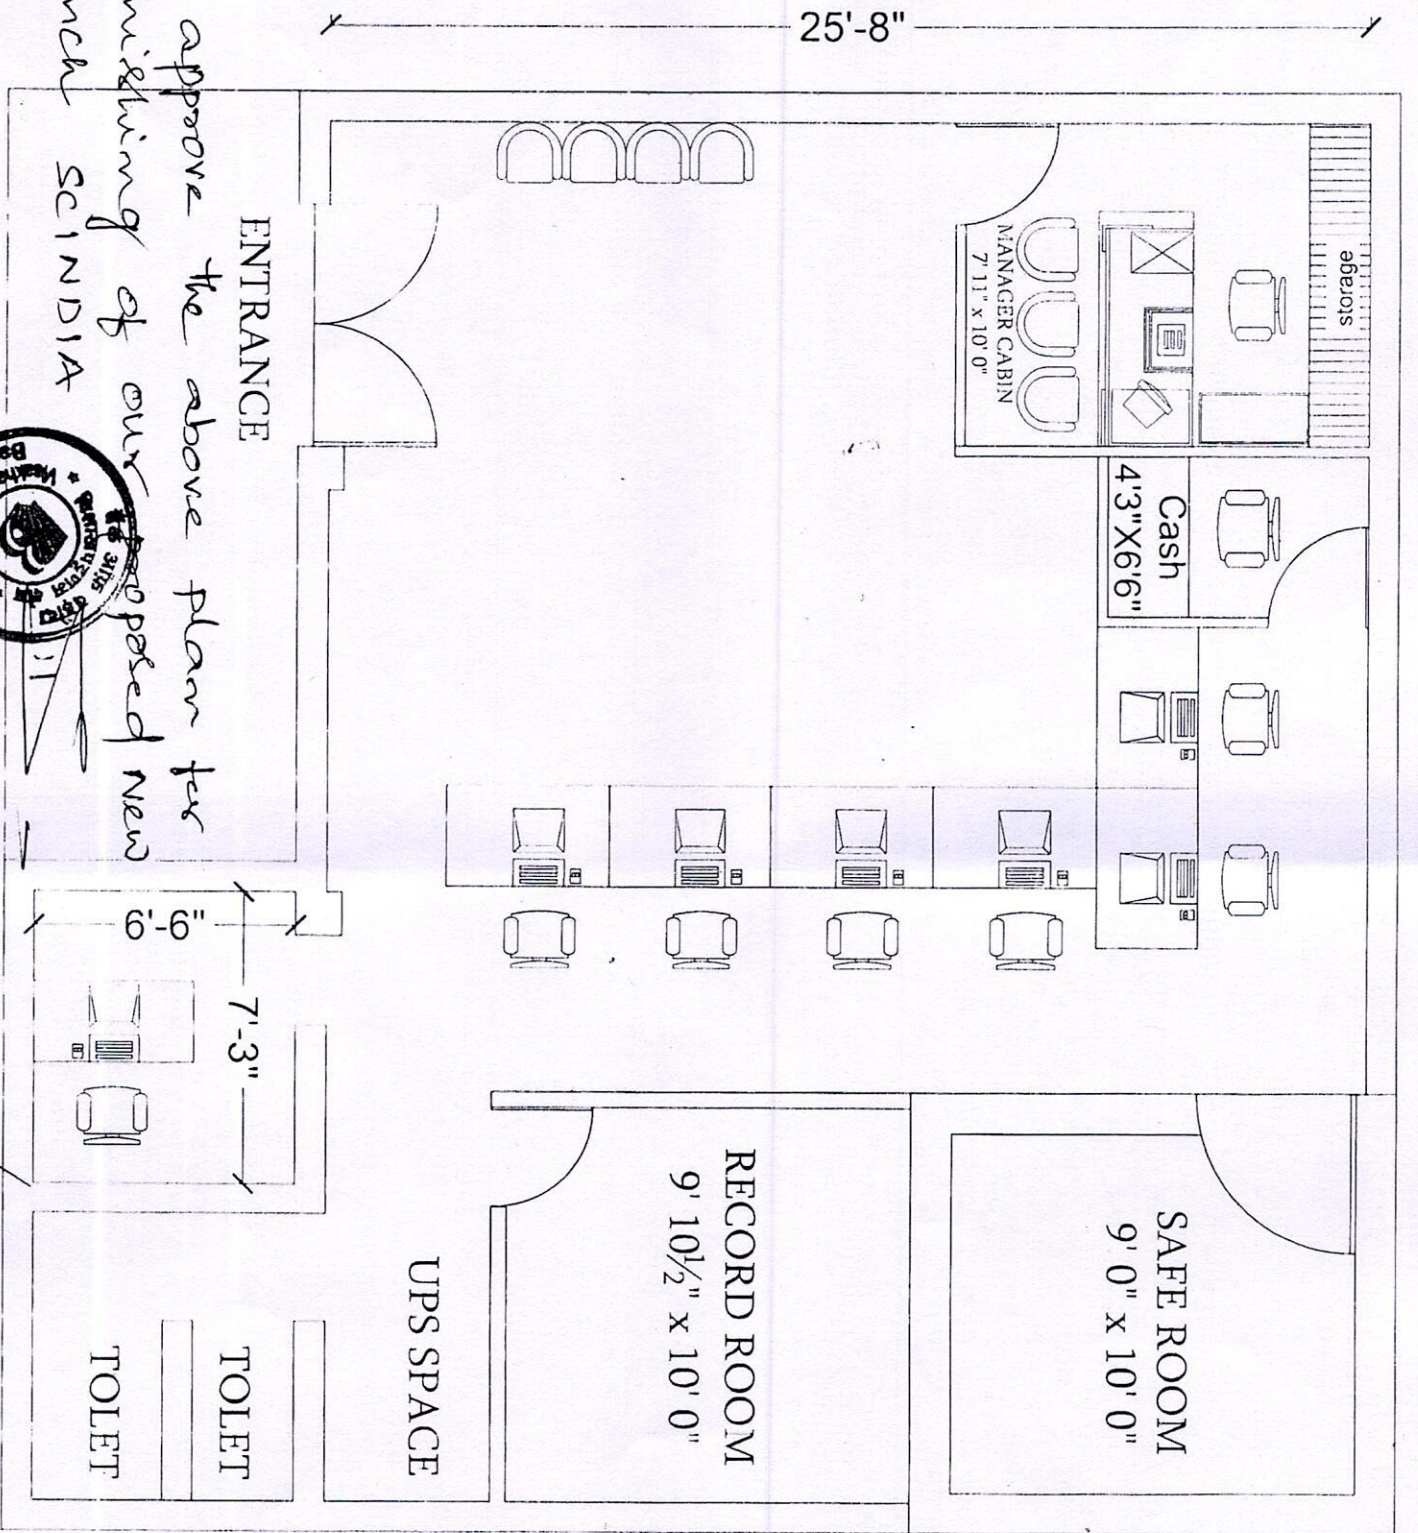 25'-8"
storage
MANAGER CABIN
7' 11" x 10' 0"
Cash
4'3"X6'6"
ENTRANCE
6'-6"
7'-3"
SAFE ROOM
9' 0" x 10' 0"
RECORD ROOM
9' 10½" x 10' 0"
UPS SPACE
TOLET
TOLET
approve the above plan for
of our proposed New
SCINDIA